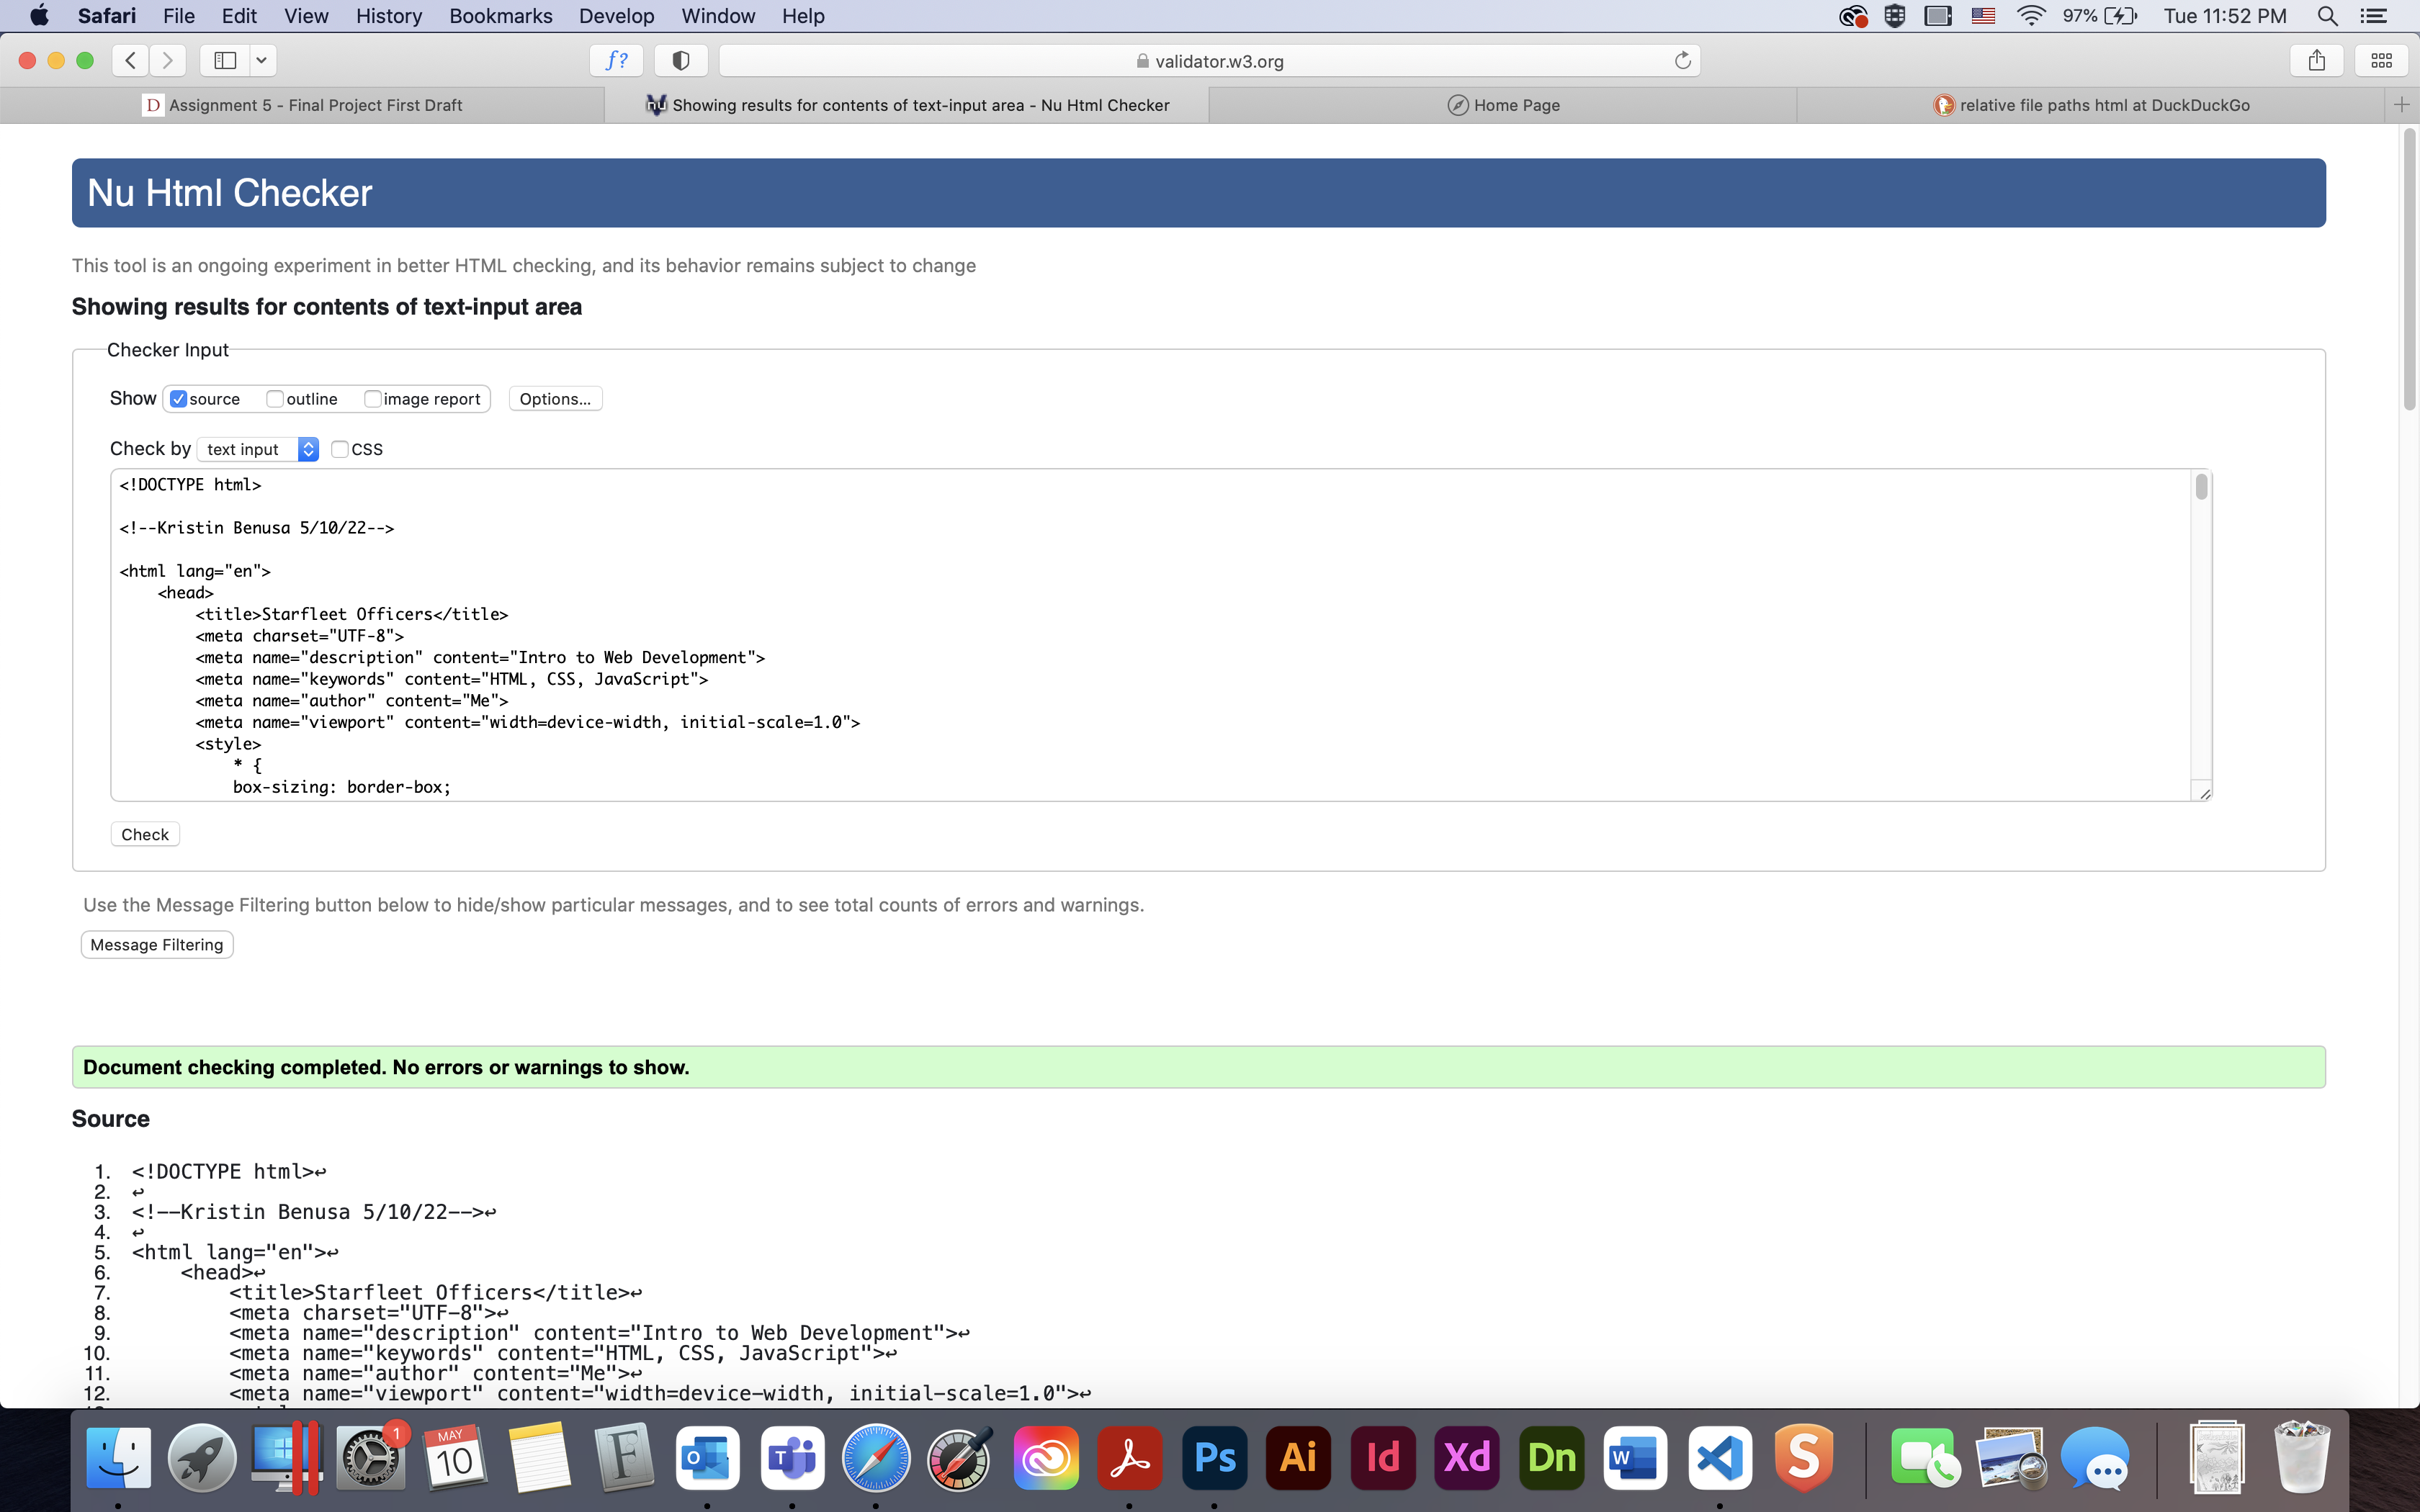 Safari File Edit View History Bookmarks Develop Window Help 97% Tue 11:52 PM
f? validator.w3.org
D Assignment 5 - Final Project First Draft
nu Showing results for contents of text-input area - Nu Html Checker
Home Page
relative file paths html at DuckDuckGo
Nu Html Checker
This tool is an ongoing experiment in better HTML checking, and its behavior remains subject to change
Showing results for contents of text-input area
Checker Input
Show source outline image report Options...
Check by text input CSS
<!DOCTYPE html>
<!--Kristin Benusa 5/10/22-->
<html lang="en">
<head>
<title>Starfleet Officers</title>
<meta charset="UTF-8">
<meta name="description" content="Intro to Web Development">
<meta name="keywords" content="HTML, CSS, JavaScript">
<meta name="author" content="Me">
<meta name="viewport" content="width=device-width, initial-scale=1.0">
<style>
* {
box-sizing: border-box;
Check
Use the Message Filtering button below to hide/show particular messages, and to see total counts of errors and warnings.
Message Filtering
Document checking completed. No errors or warnings to show.
Source
1. <!DOCTYPE html>↩
2. ↩
3. <!--Kristin Benusa 5/10/22-->↩
4. ↩
5. <html lang="en">↩
6. <head>↩
7. <title>Starfleet Officers</title>↩
8. <meta charset="UTF-8">↩
9. <meta name="description" content="Intro to Web Development">↩
10. <meta name="keywords" content="HTML, CSS, JavaScript">↩
11. <meta name="author" content="Me">↩
12. <meta name="viewport" content="width=device-width, initial-scale=1.0">↩
1 MAY 10 F O T Ps Ai Id Xd Dn W S